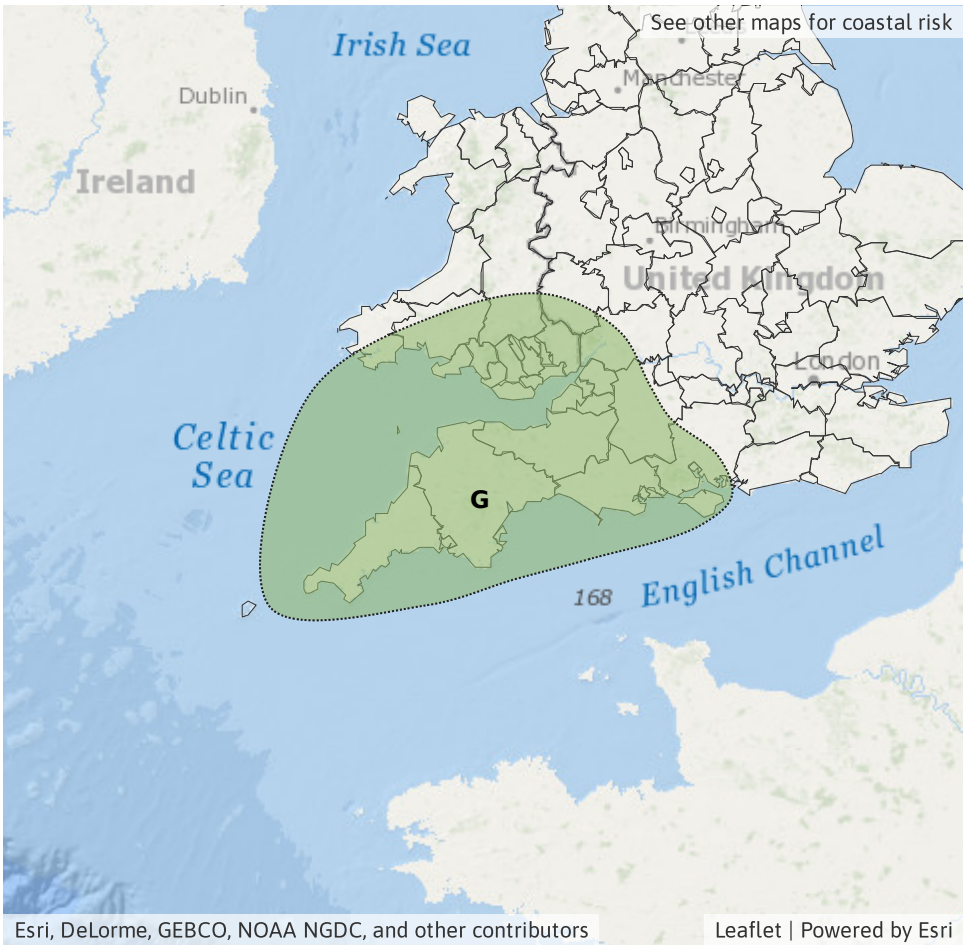 See other maps for coastal risk
Irish Sea
Leeds
Manchester
Dublin
Ireland
Birmingham
United Kingdom
London
Celtic
Sea
G
English Channel
168
Esri, DeLorme, GEBCO, NOAA NGDC, and other contributors
Leaflet | Powered by Esri